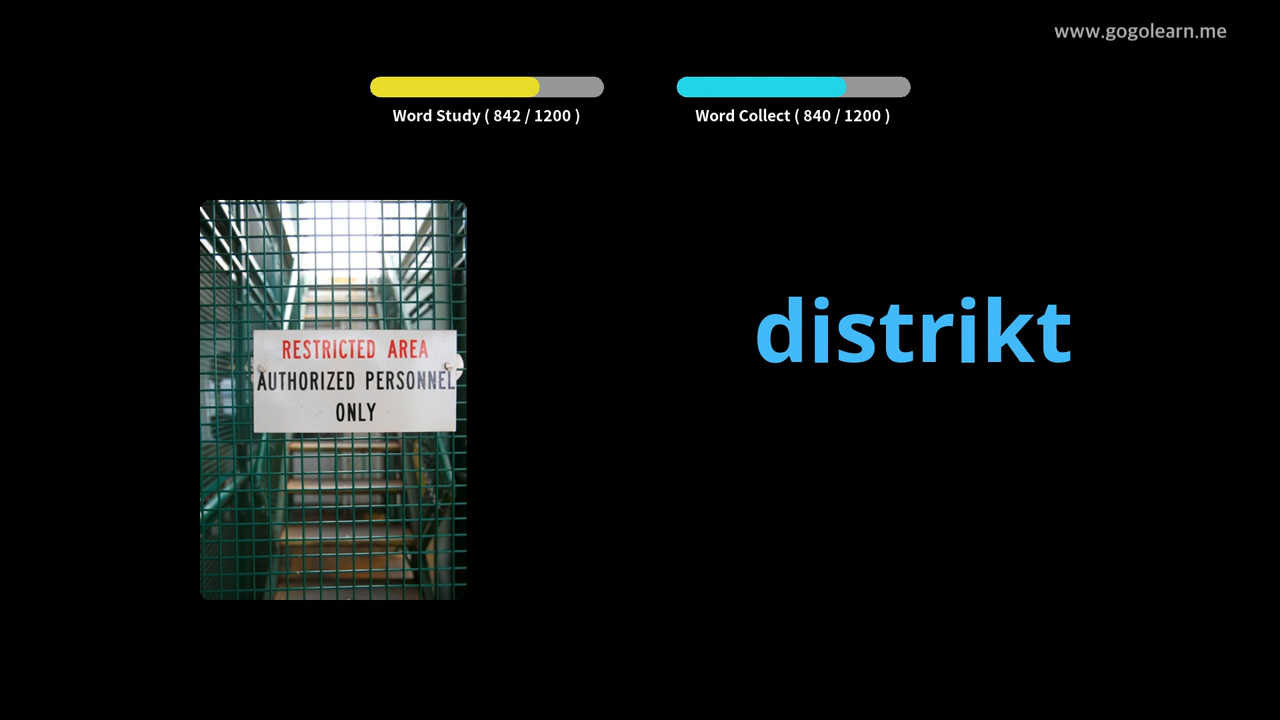 www.gogolearn.me
Word Study ( 842 / 1200 )
Word Collect ( 840 / 1200 )
RESTRICTED AREA
AUTHORIZED PERSONNEL
ONLY
distrikt